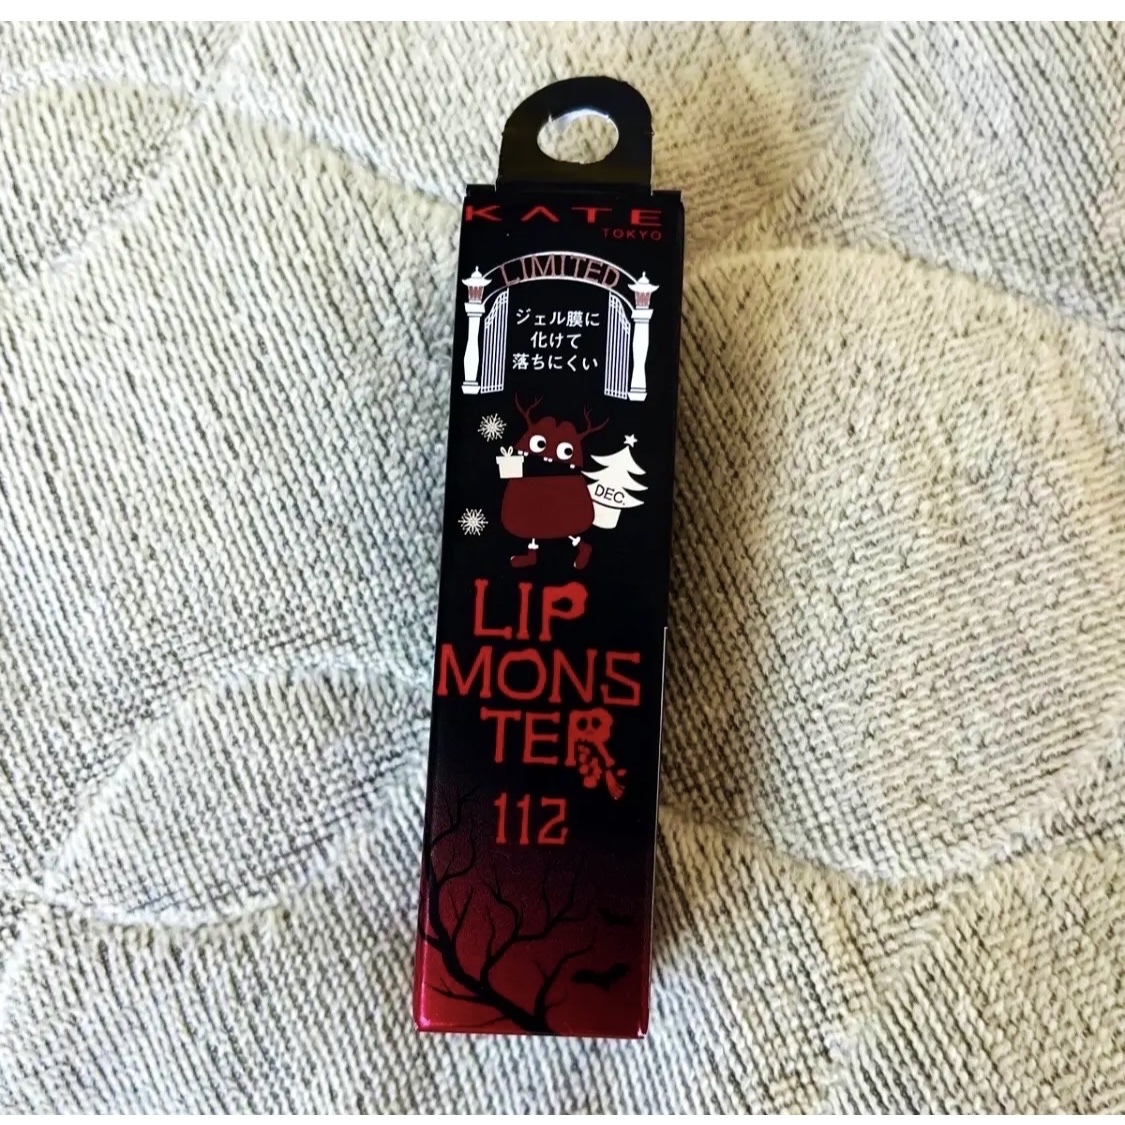 KATE
TOKYO
LIMITED
ジェル膜に
化けて
落ちにくい
DEC.
LIP
MONS
TER
112